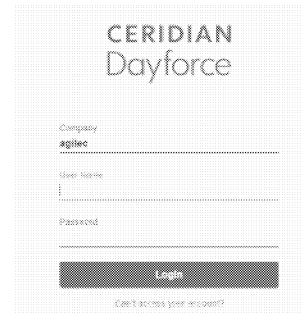 CERIDIAN
Dayforce
Company
agilec
User Name
Password
Login
Can't access your account?